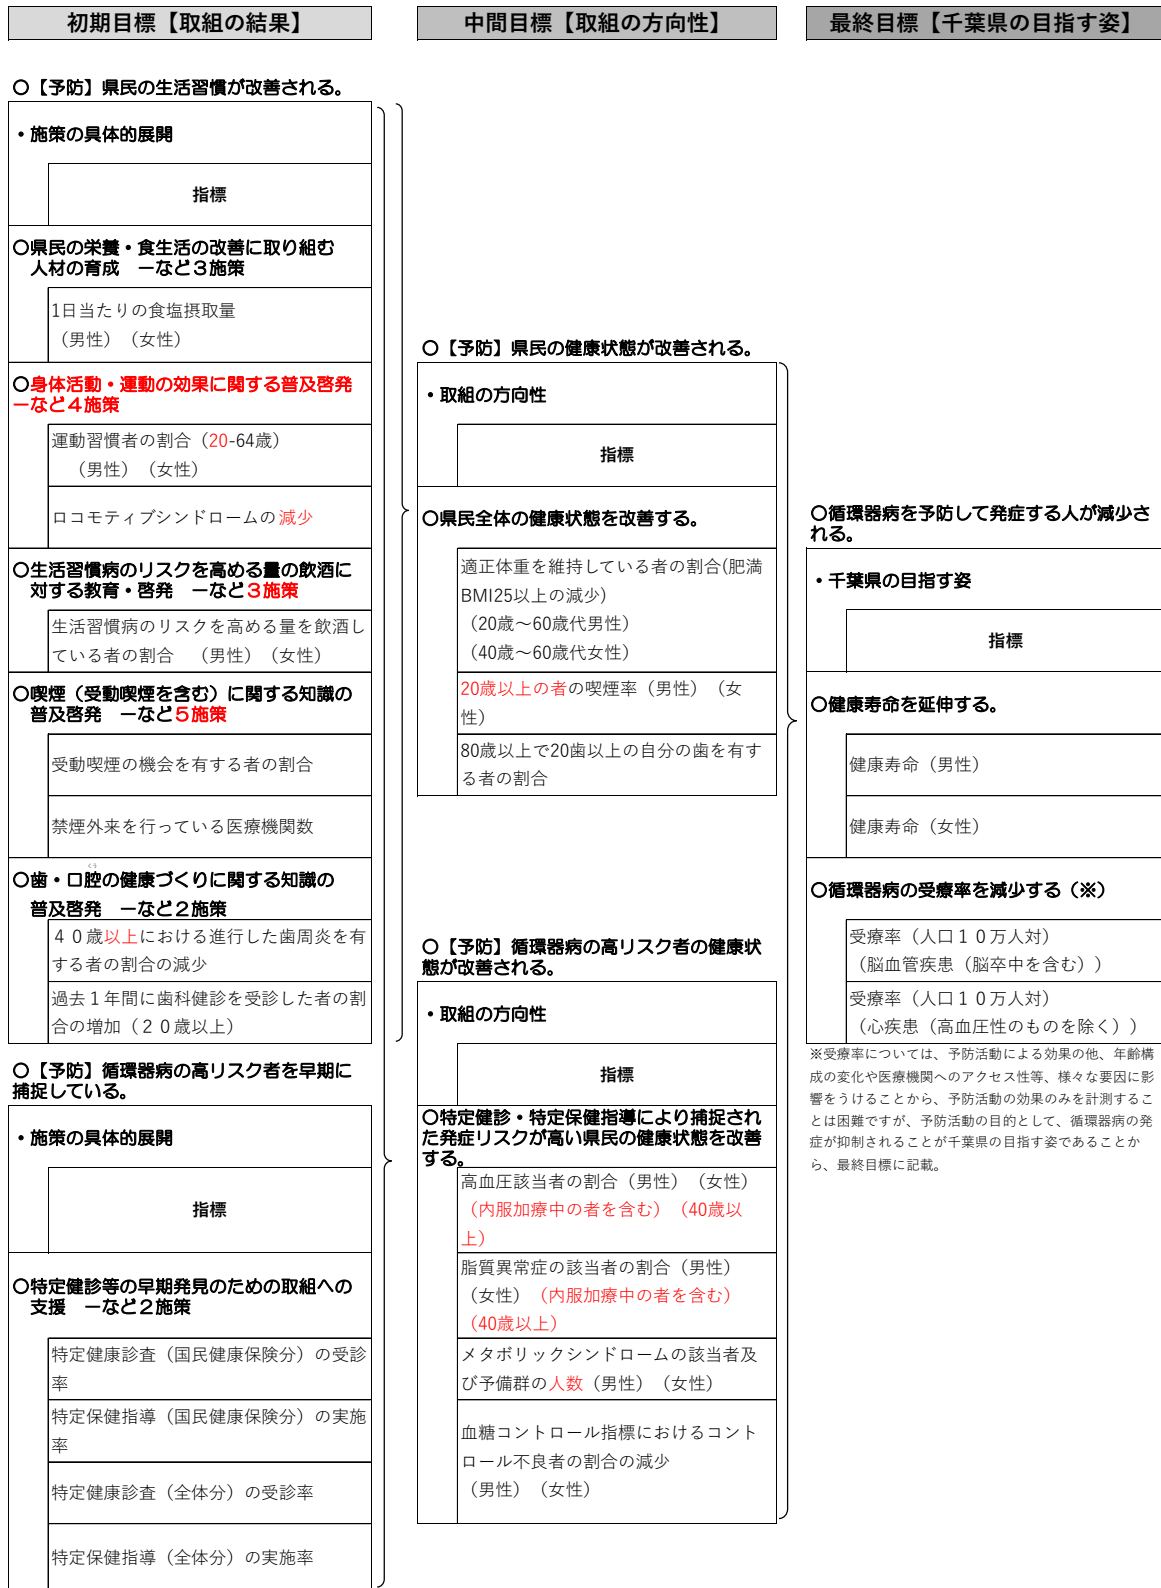 初期目標【取組の結果】
中間目標【取組の方向性】
最終目標【千葉県の目指す姿】
〇【予防】県民の生活習慣が改善される。
・施策の具体的展開
指標
〇県民の栄養・食生活の改善に取り組む
人材の育成　ーなど３施策
1日当たりの食塩摂取量
（男性）（女性）
〇身体活動・運動の効果に関する普及啓発
ーなど４施策
運動習慣者の割合（20-64歳）
（男性）（女性）
ロコモティブシンドロームの減少
〇生活習慣病のリスクを高める量の飲酒に
対する教育・啓発　ーなど３施策
生活習慣病のリスクを高める量を飲酒し
ている者の割合　（男性）（女性）
〇喫煙（受動喫煙を含む）に関する知識の
普及啓発　ーなど５施策
受動喫煙の機会を有する者の割合
禁煙外来を行っている医療機関数
くう
〇歯・口腔の健康づくりに関する知識の
普及啓発　ーなど２施策
４０歳以上における進行した歯周炎を有
する者の割合の減少
過去１年間に歯科健診を受診した者の割
合の増加（２０歳以上）
〇【予防】循環器病の高リスク者を早期に
捕捉している。
・施策の具体的展開
指標
〇特定健診等の早期発見のための取組への
支援　ーなど２施策
特定健康診査（国民健康保険分）の受診
率
特定保健指導（国民健康保険分）の実施
率
特定健康診査（全体分）の受診率
特定保健指導（全体分）の実施率
〇【予防】県民の健康状態が改善される。
・取組の方向性
指標
〇県民全体の健康状態を改善する。
適正体重を維持している者の割合(肥満
BMI25以上の減少)
（20歳～60歳代男性）
（40歳～60歳代女性）
20歳以上の者の喫煙率（男性）（女
性）
80歳以上で20歯以上の自分の歯を有す
る者の割合
〇【予防】循環器病の高リスク者の健康状
態が改善される。
・取組の方向性
指標
〇特定健診・特定保健指導により捕捉され
た発症リスクが高い県民の健康状態を改善
する。
高血圧該当者の割合（男性）（女性）
（内服加療中の者を含む）（40歳以
上）
脂質異常症の該当者の割合（男性）
（女性）（内服加療中の者を含む）
（40歳以上）
メタボリックシンドロームの該当者及
び予備群の人数（男性）（女性）
血糖コントロール指標におけるコント
ロール不良者の割合の減少
（男性）（女性）
〇循環器病を予防して発症する人が減少さ
れる。
・千葉県の目指す姿
指標
〇健康寿命を延伸する。
健康寿命（男性）
健康寿命（女性）
〇循環器病の受療率を減少する（※）
受療率（人口１０万人対）
（脳血管疾患（脳卒中を含む））
受療率（人口１０万人対）
（心疾患（高血圧性のものを除く））
※受療率については、予防活動による効果の他、年齢構
成の変化や医療機関へのアクセス性等、様々な要因に影
響をうけることから、予防活動の効果のみを計測するこ
とは困難ですが、予防活動の目的として、循環器病の発
症が抑制されることが千葉県の目指す姿であることか
ら、最終目標に記載。